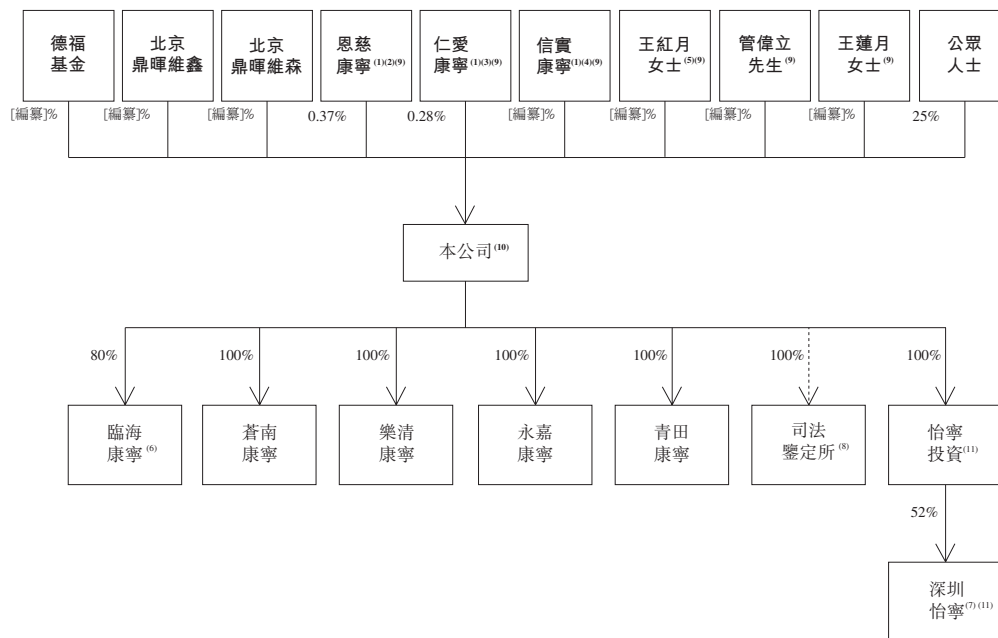 德福
基金
北京
鼎暉維鑫
北京
鼎暉維森
恩慈
康寧(1)(2)(9)
仁愛
康寧(1)(3)(9)
信實
康寧(1)(4)(9)
王紅月
女士(5)(9)
管偉立
先生(9)
王蓮月
女士(9)
公眾
人士
[編纂]%
[編纂]%
[編纂]%
0.37%
0.28%
[編纂]%
[編纂]%
[編纂]%
[編纂]%
25%
本公司(10)
80%
100%
100%
100%
100%
100%
100%
臨海
康寧(6)
蒼南
康寧
樂清
康寧
永嘉
康寧
青田
康寧
司法
鑒定所(8)
怡寧
投資(11)
52%
深圳
怡寧(7)(11)